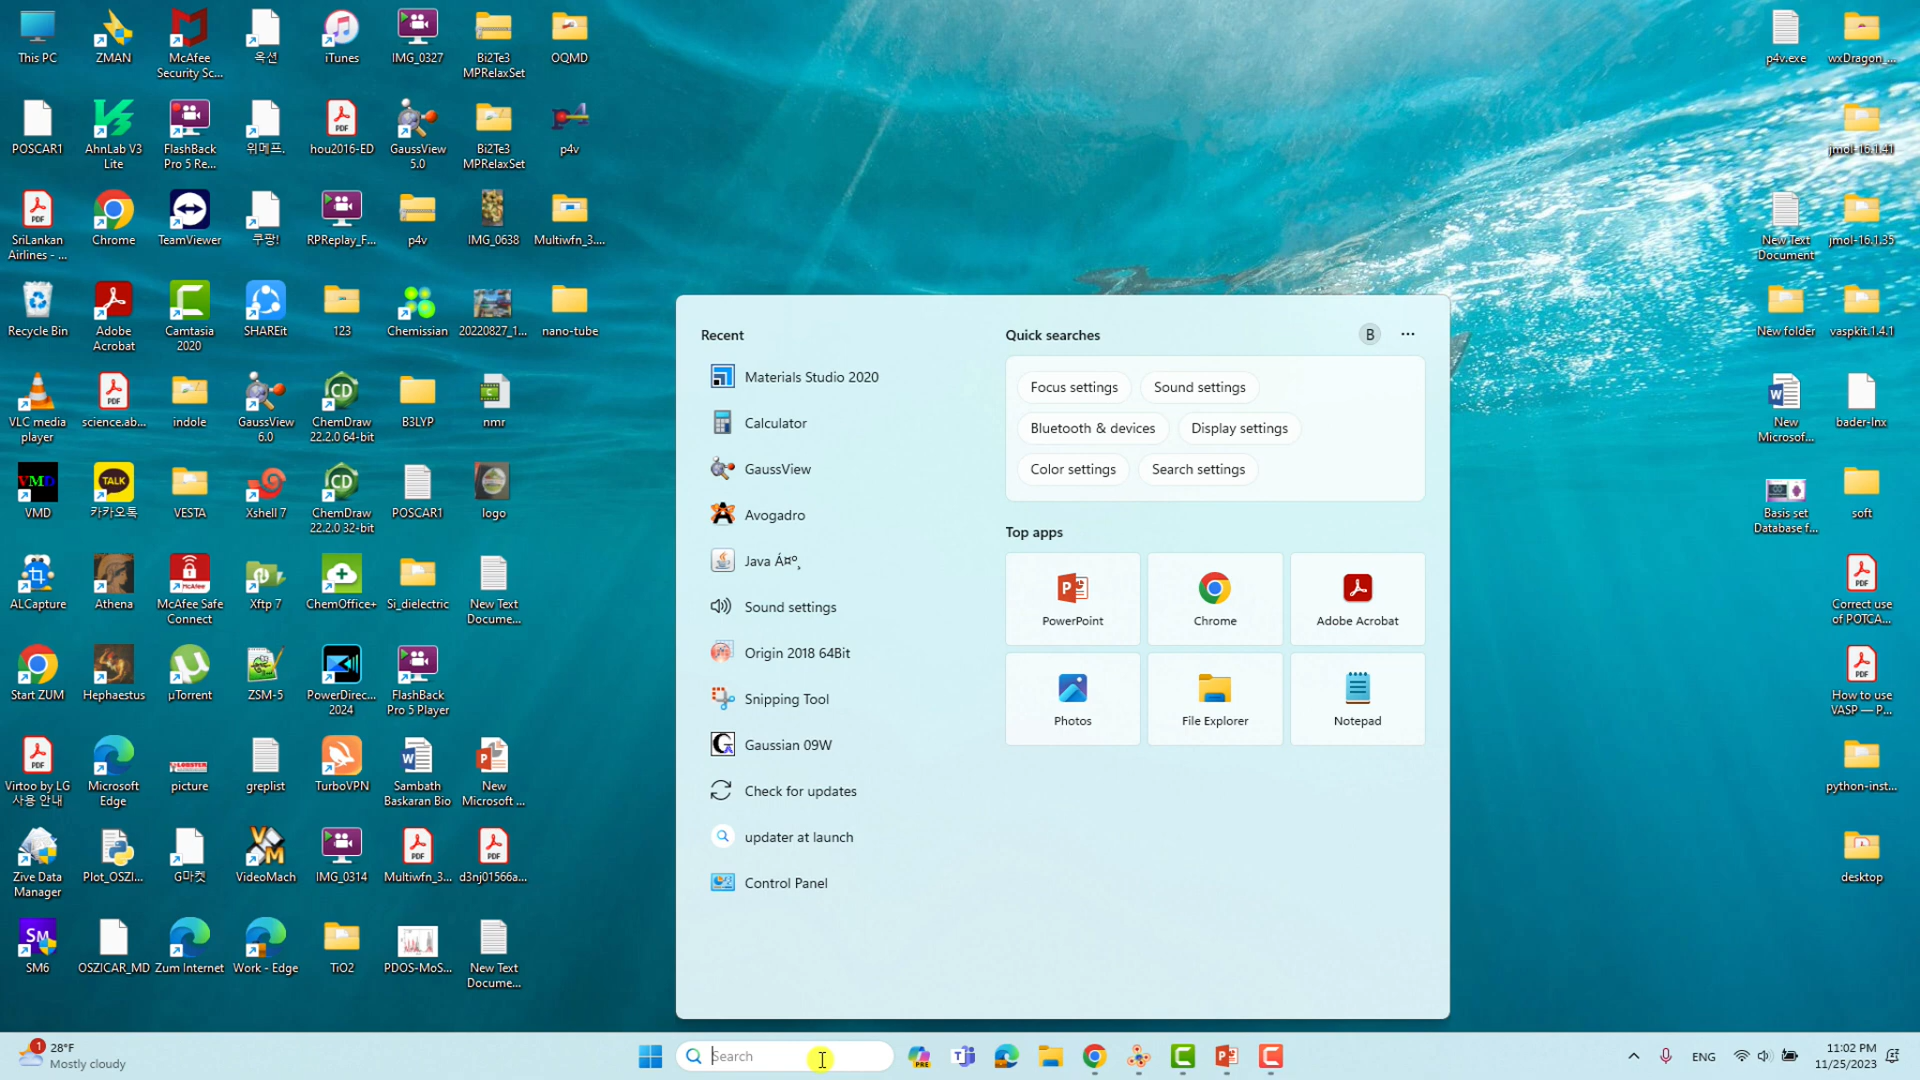 This PC
ZMAN
McAfee
Security Sc...
옥션
iTunes
IMG_0327
Bi2Te3
MPRelaxSet
OQMD
POSCAR1
AhnLab V3
Lite
FlashBack
Pro 5 Re...
위메프.
hou2016-ED
GaussView
5.0
Bi2Te3
MPRelaxSet
p4v
SriLankan
Airlines - ...
Chrome
TeamViewer
쿠팡!
RPReplay_F...
p4v
IMG_0638
Multiwfn_3....
Recycle Bin
Adobe
Acrobat
Camtasia
2020
SHAREit
123
Chemissian
20220827_1...
nano-tube
VLC media
player
science.ab...
indole
GaussView
6.0
ChemDraw
22.2.0 64-bit
B3LYP
nmr
VMD
VMD
TALK
카카오톡
VESTA
Xshell 7
ChemDraw
22.2.0 32-bit
POSCAR1
logo
ALCapture
Athena
McAfee Safe
Connect
Xftp 7
ChemOffice+
Si_dielectric
New Text
Docume...
Start ZUM
Hephaestus
µTorrent
ZSM-5
PowerDirec...
2024
FlashBack
Pro 5 Player
Virtoo by LG
사용 안내
Microsoft
Edge
picture
greplist
TurboVPN
Sambath
Baskaran Bio
New
Microsoft ...
Zive Data
Manager
Plot_OSZI...
G마켓
VideoMach
IMG_0314
Multiwfn_3...
d3nj01566a...
SM
SM6
OSZICAR_MD
Zum Internet
Work - Edge
TiO2
PDOS-MoS...
New Text
Docume...
Recent
Materials Studio 2020
Calculator
GaussView
Avogadro
Java Á¤º¸
Sound settings
Origin 2018 64Bit
Snipping Tool
Gaussian 09W
Check for updates
updater at launch
Control Panel
Quick searches
B
...
Focus settings
Sound settings
Bluetooth & devices
Display settings
Color settings
Search settings
Top apps
PowerPoint
Chrome
Adobe Acrobat
Photos
File Explorer
Notepad
p4v.exe
wxDragon_...
jmol-16.1.41
New Text
Document
jmol-16.1.35
New folder
vaspkit.1.4.1
New
Microsof...
bader-lnx
Basis set
Database f...
soft
Correct use
of POTCA...
How to use
VASP — P...
python-inst...
desktop
1
28°F
Mostly cloudy
Search
PRE
ENG
11:02 PM
11/25/2023